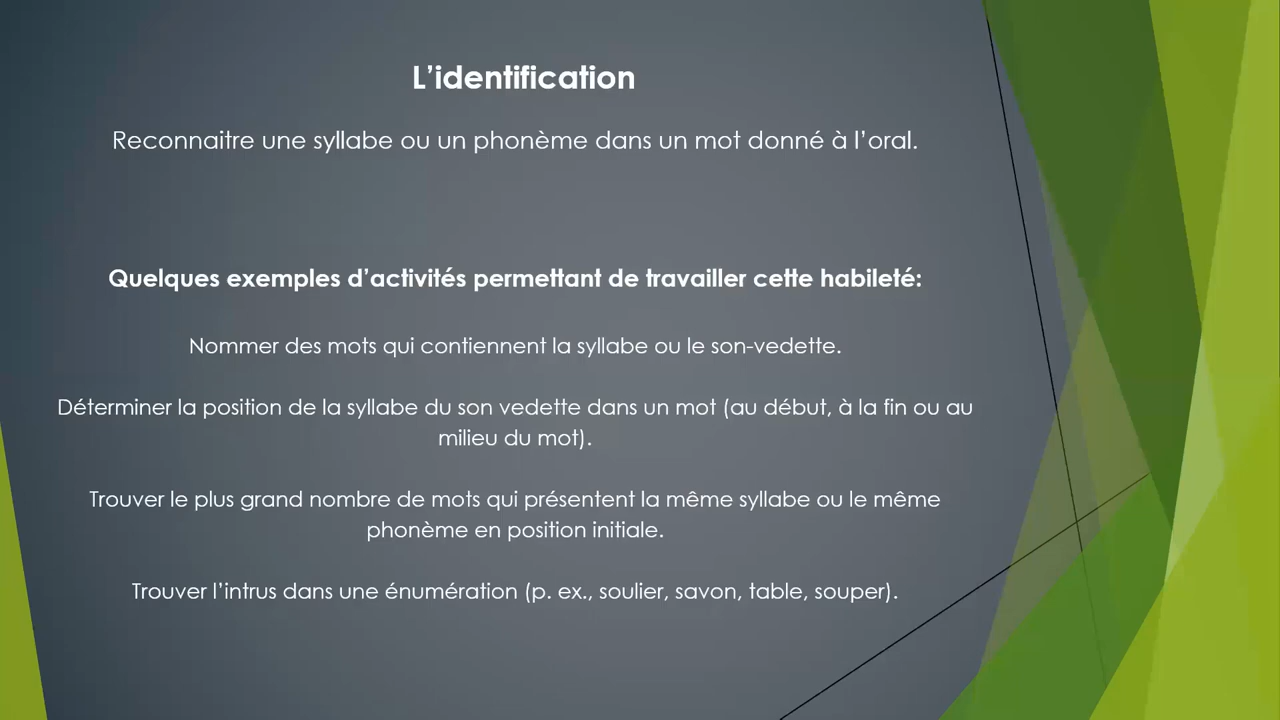 L’identification
Reconnaitre une syllabe ou un phonème dans un mot donné à l’oral.
Quelques exemples d’activités permettant de travailler cette habileté:
Nommer des mots qui contiennent la syllabe ou le son-vedette.
Déterminer la position de la syllabe du son vedette dans un mot (au début, à la fin ou au
milieu du mot).
Trouver le plus grand nombre de mots qui présentent la même syllabe ou le même
phonème en position initiale.
Trouver l’intrus dans une énumération (p. ex., soulier, savon, table, souper).